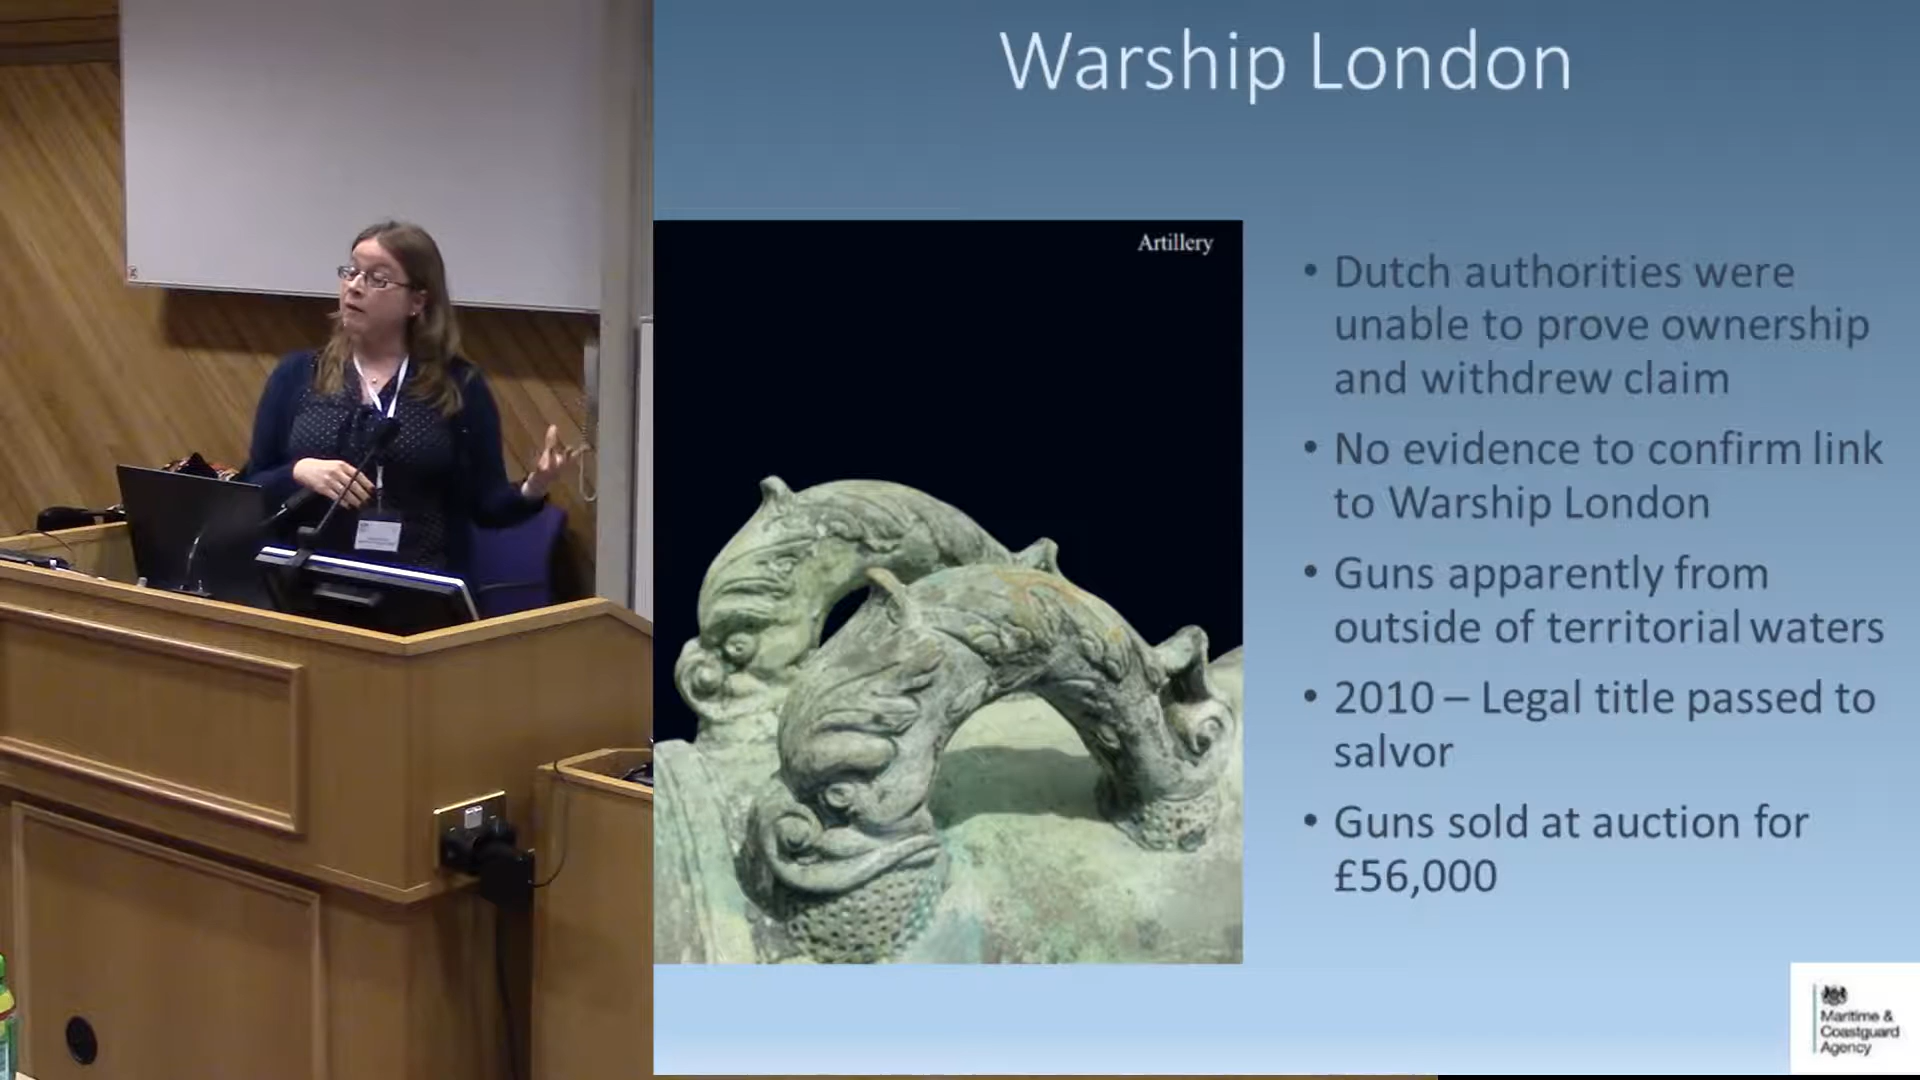 Warship London
Artillery
• Dutch authorities were
unable to prove ownership
and withdrew claim
• No evidence to confirm link
to Warship London
• Guns apparently from
outside of territorial waters
• 2010 – Legal title passed to
salvor
• Guns sold at auction for
£56,000
Maritime &
Coastguard
Agency